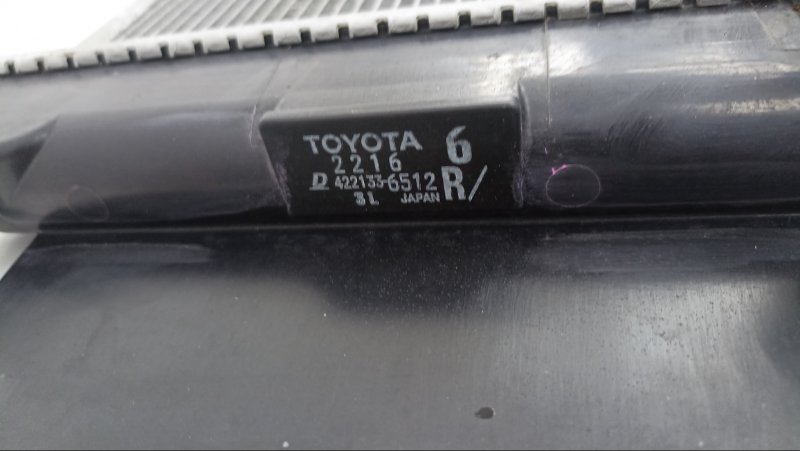 TOYOTA 6
2216
D 422133-6512 R/
3L JAPAN